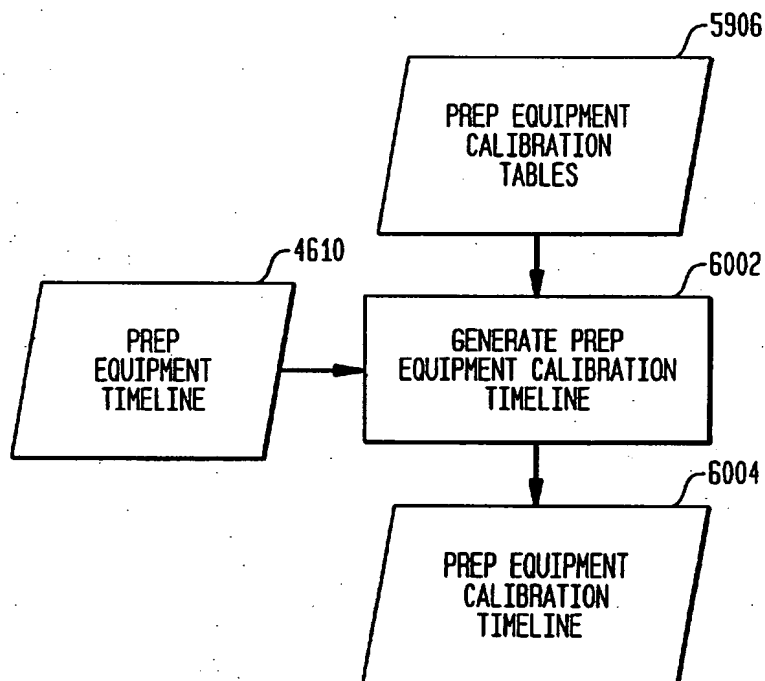 5906
PREP EQUIPMENT
CALIBRATION
TABLES
4610
PREP
EQUIPMENT
TIMELINE
6002
GENERATE PREP
EQUIPMENT CALIBRATION
TIMELINE
6004
PREP EQUIPMENT
CALIBRATION
TIMELINE